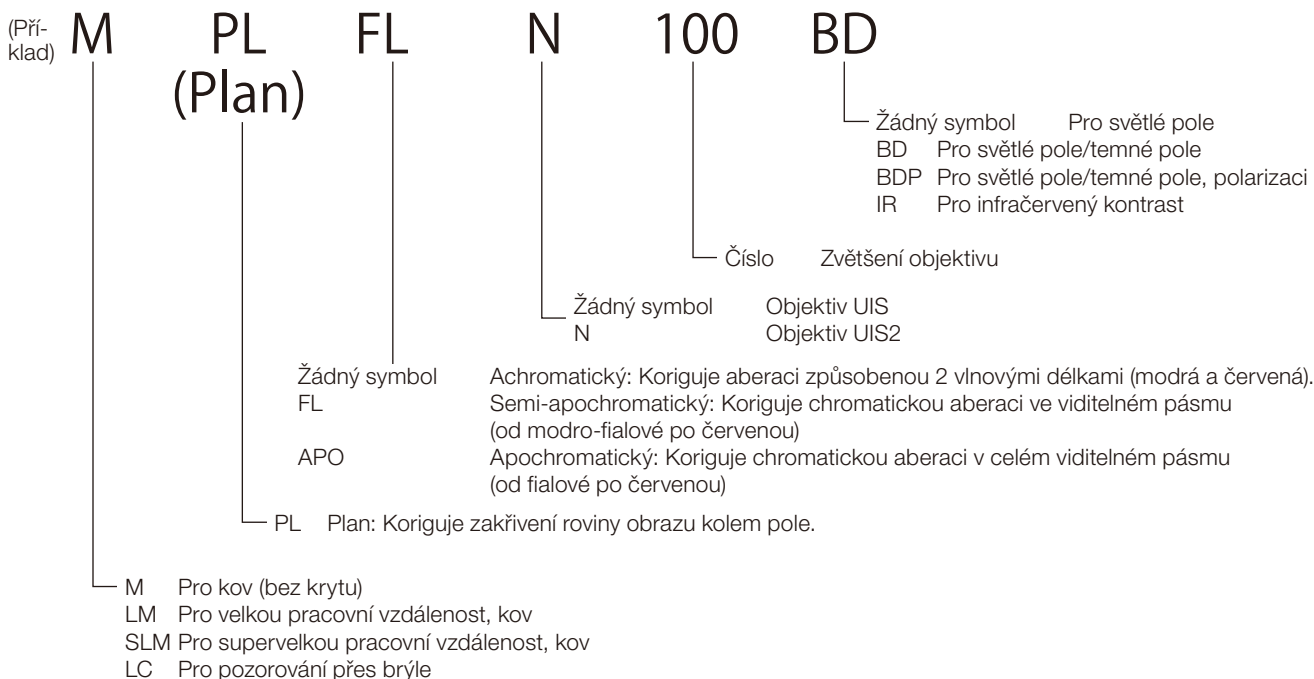 (Pří-
klad) M PL FL N 100 BD
(Plan)
Žádný symbol Pro světlé pole
BD Pro světlé pole/temné pole
BDP Pro světlé pole/temné pole, polarizaci
IR Pro infračervený kontrast
Číslo Zvětšení objektivu
Žádný symbol Objektiv UIS
N Objektiv UIS2
Žádný symbol Achromatický: Koriguje aberaci způsobenou 2 vlnovými délkami (modrá a červená).
FL Semi-apochromatický: Koriguje chromatickou aberaci ve viditelném pásmu
(od modro-fialové po červenou)
APO Apochromatický: Koriguje chromatickou aberaci v celém viditelném pásmu
(od fialové po červenou)
PL Plan: Koriguje zakřivení roviny obrazu kolem pole.
M Pro kov (bez krytu)
LM Pro velkou pracovní vzdálenost, kov
SLM Pro supervelkou pracovní vzdálenost, kov
LC Pro pozorování přes brýle